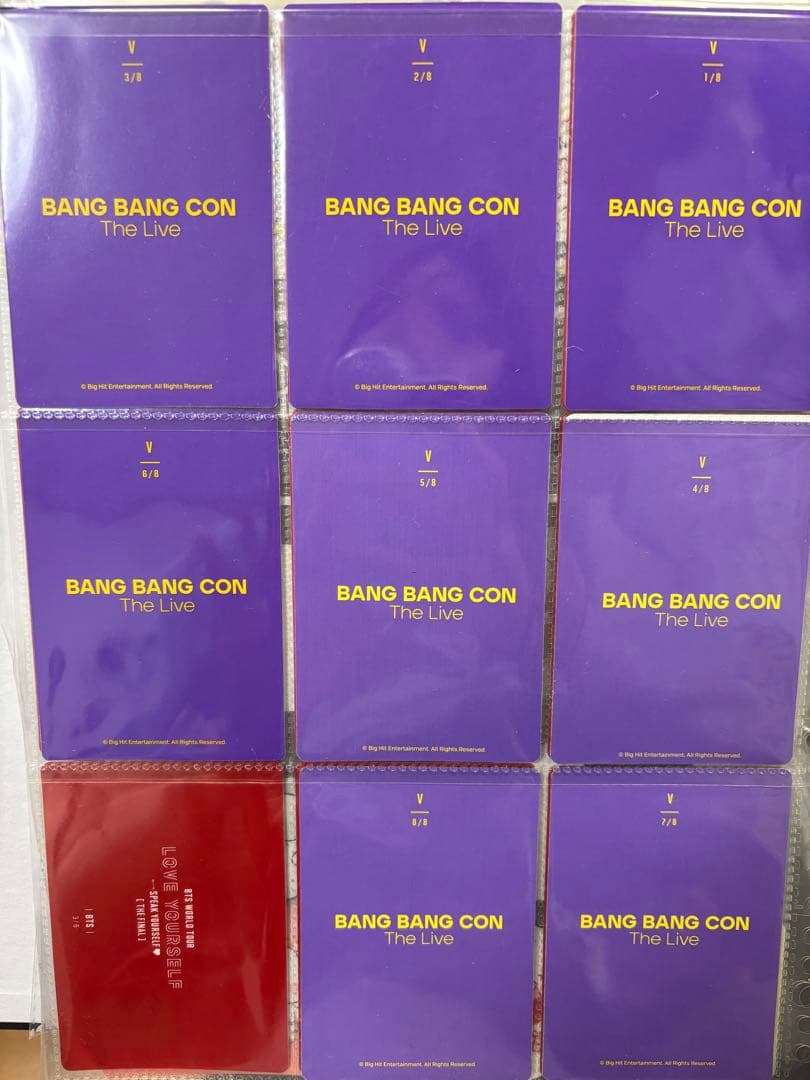 V
3/8
BANG BANG CON
The Live
© Big Hit Entertainment. All Rights Reserved.
V
2/8
BANG BANG CON
The Live
© Big Hit Entertainment. All Rights Reserved.
V
1/8
BANG BANG CON
The Live
© Big Hit Entertainment. All Rights Reserved.
V
6/8
BANG BANG CON
The Live
© Big Hit Entertainment. All Rights Reserved.
V
5/8
BANG BANG CON
The Live
© Big Hit Entertainment. All Rights Reserved.
V
4/8
BANG BANG CON
The Live
© Big Hit Entertainment. All Rights Reserved.
BTS WORLD TOUR
LOVE YOURSELF
SPEAK YOURSELF
[ THE FINAL ]
| BTS |
V
8/8
BANG BANG CON
The Live
© Big Hit Entertainment. All Rights Reserved.
V
7/8
BANG BANG CON
The Live
© Big Hit Entertainment. All Rights Reserved.